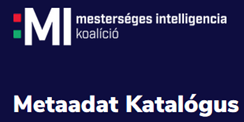 MI mesterséges intelligencia
koalíció
Metaadat Katalógus